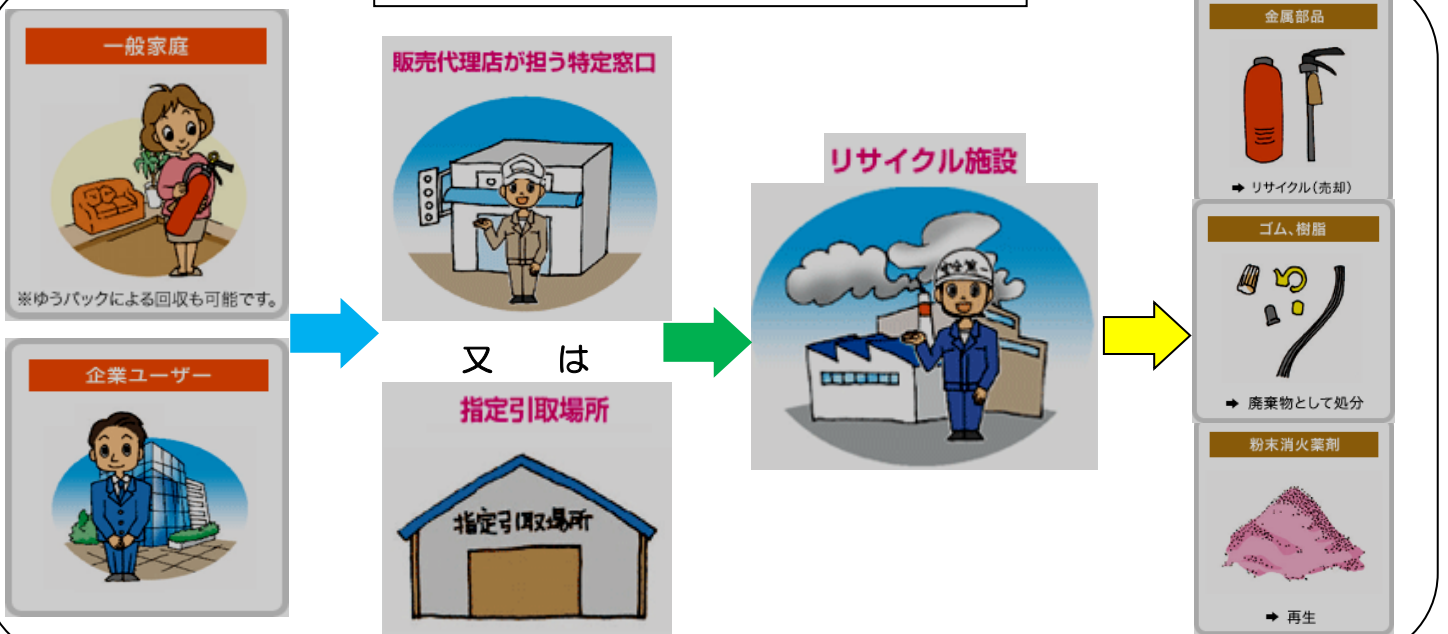 一般家庭
※ゆうパックによる回収も可能です。
企業ユーザー
販売代理店が担う特定窓口
又 は
指定引取場所
指定引取場所
リサイクル施設
安全第一
金属部品
➡ リサイクル(売却)
ゴム、樹脂
➡ 廃棄物として処分
粉末消火薬剤
➡ 再生